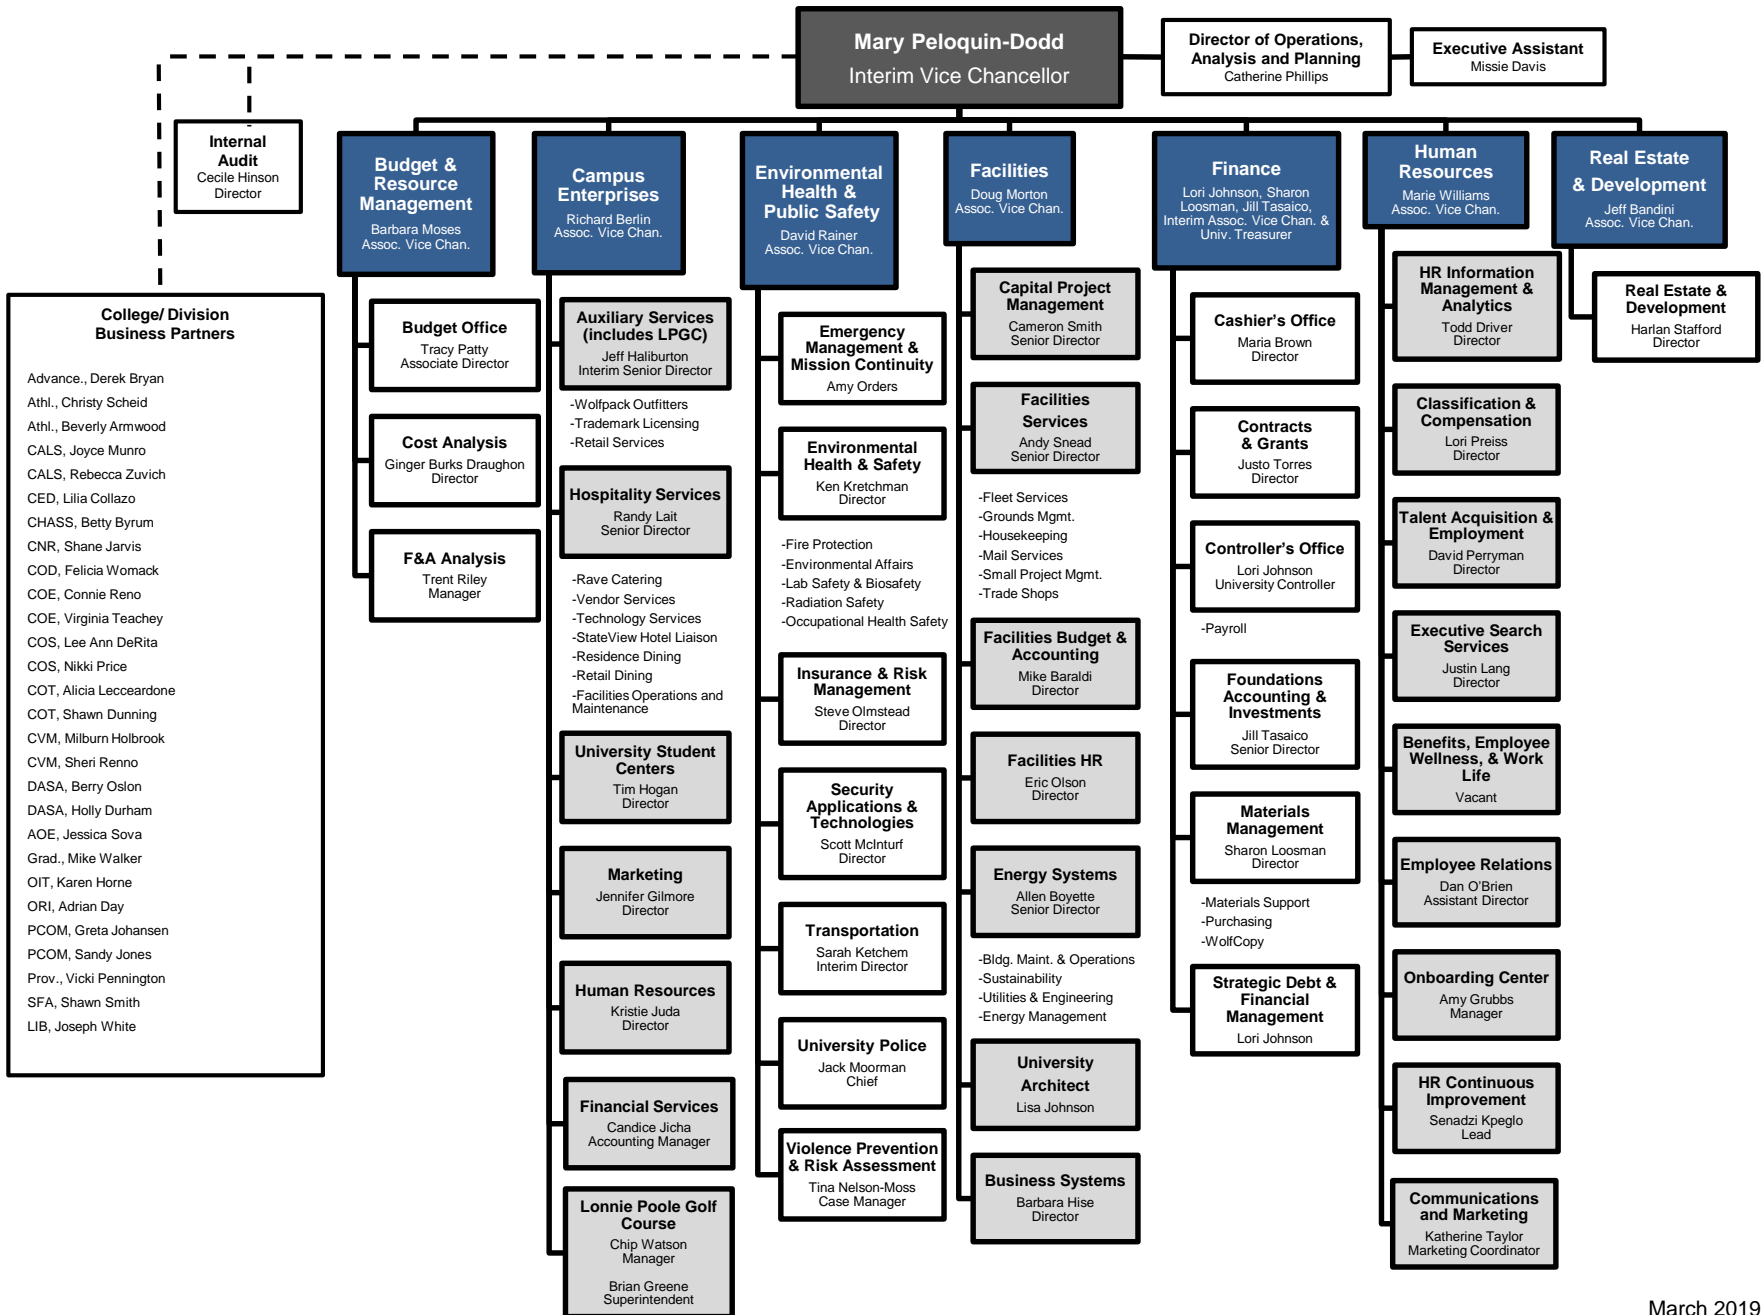 Mary Peloquin-Dodd
Interim Vice Chancellor
Director of Operations,
Analysis and Planning
Catherine Phillips
Executive Assistant
Missie Davis
Internal
Audit
Cecile Hinson
Director
College/ Division
Business Partners
Advance., Derek Bryan
Athl., Christy Scheid
Athl., Beverly Armwood
CALS, Joyce Munro
CALS, Rebecca Zuvich
CED, Lilia Collazo
CHASS, Betty Byrum
CNR, Shane Jarvis
COD, Felicia Womack
COE, Connie Reno
COE, Virginia Teachey
COS, Lee Ann DeRita
COS, Nikki Price
COT, Alicia Lecceardone
COT, Shawn Dunning
CVM, Milburn Holbrook
CVM, Sheri Renno
DASA, Berry Oslon
DASA, Holly Durham
AOE, Jessica Sova
Grad., Mike Walker
OIT, Karen Horne
ORI, Adrian Day
PCOM, Greta Johansen
PCOM, Sandy Jones
Prov., Vicki Pennington
SFA, Shawn Smith
LIB, Joseph White
Budget &
Resource
Management
Barbara Moses
Assoc. Vice Chan.
Budget Office
Tracy Patty
Associate Director
Cost Analysis
Ginger Burks Draughon
Director
F&A Analysis
Trent Riley
Manager
Campus
Enterprises
Richard Berlin
Assoc. Vice Chan.
Auxiliary Services
(includes LPGC)
Jeff Haliburton
Interim Senior Director
-Wolfpack Outfitters
-Trademark Licensing
-Retail Services
Hospitality Services
Randy Lait
Senior Director
-Rave Catering
-Vendor Services
-Technology Services
-StateView Hotel Liaison
-Residence Dining
-Retail Dining
-Facilities Operations and
Maintenance
University Student
Centers
Tim Hogan
Director
Marketing
Jennifer Gilmore
Director
Human Resources
Kristie Juda
Director
Financial Services
Candice Jicha
Accounting Manager
Lonnie Poole Golf
Course
Chip Watson
Manager
Brian Greene
Superintendent
Environmental
Health &
Public Safety
David Rainer
Assoc. Vice Chan.
Emergency
Management &
Mission Continuity
Amy Orders
Environmental
Health & Safety
Ken Kretchman
Director
-Fire Protection
-Environmental Affairs
-Lab Safety & Biosafety
-Radiation Safety
-Occupational Health Safety
Insurance & Risk
Management
Steve Olmstead
Director
Security
Applications &
Technologies
Scott McInturf
Director
Transportation
Sarah Ketchem
Interim Director
University Police
Jack Moorman
Chief
Violence Prevention
& Risk Assessment
Tina Nelson-Moss
Case Manager
Facilities
Doug Morton
Assoc. Vice Chan.
Capital Project
Management
Cameron Smith
Senior Director
Facilities
Services
Andy Snead
Senior Director
-Fleet Services
-Grounds Mgmt.
-Housekeeping
-Mail Services
-Small Project Mgmt.
-Trade Shops
Facilities Budget &
Accounting
Mike Baraldi
Director
Facilities HR
Eric Olson
Director
Energy Systems
Allen Boyette
Senior Director
-Bldg. Maint. & Operations
-Sustainability
-Utilities & Engineering
-Energy Management
University
Architect
Lisa Johnson
Business Systems
Barbara Hise
Director
Finance
Lori Johnson, Sharon
Loosman, Jill Tasaico,
Interim Assoc. Vice Chan. &
Univ. Treasurer
Cashier's Office
Maria Brown
Director
Contracts
& Grants
Justo Torres
Director
Controller's Office
Lori Johnson
University Controller
-Payroll
Foundations
Accounting &
Investments
Jill Tasaico
Senior Director
Materials
Management
Sharon Loosman
Director
-Materials Support
-Purchasing
-WolfCopy
Strategic Debt &
Financial
Management
Lori Johnson
Human
Resources
Marie Williams
Assoc. Vice Chan.
HR Information
Management &
Analytics
Todd Driver
Director
Classification &
Compensation
Lori Preiss
Director
Talent Acquisition &
Employment
David Perryman
Director
Executive Search
Services
Justin Lang
Director
Benefits, Employee
Wellness, & Work
Life
Vacant
Employee Relations
Dan O'Brien
Assistant Director
Onboarding Center
Amy Grubbs
Manager
HR Continuous
Improvement
Senadzi Kpeglo
Lead
Communications
and Marketing
Katherine Taylor
Marketing Coordinator
Real Estate
& Development
Jeff Bandini
Assoc. Vice Chan.
Real Estate &
Development
Harlan Stafford
Director
March 2019